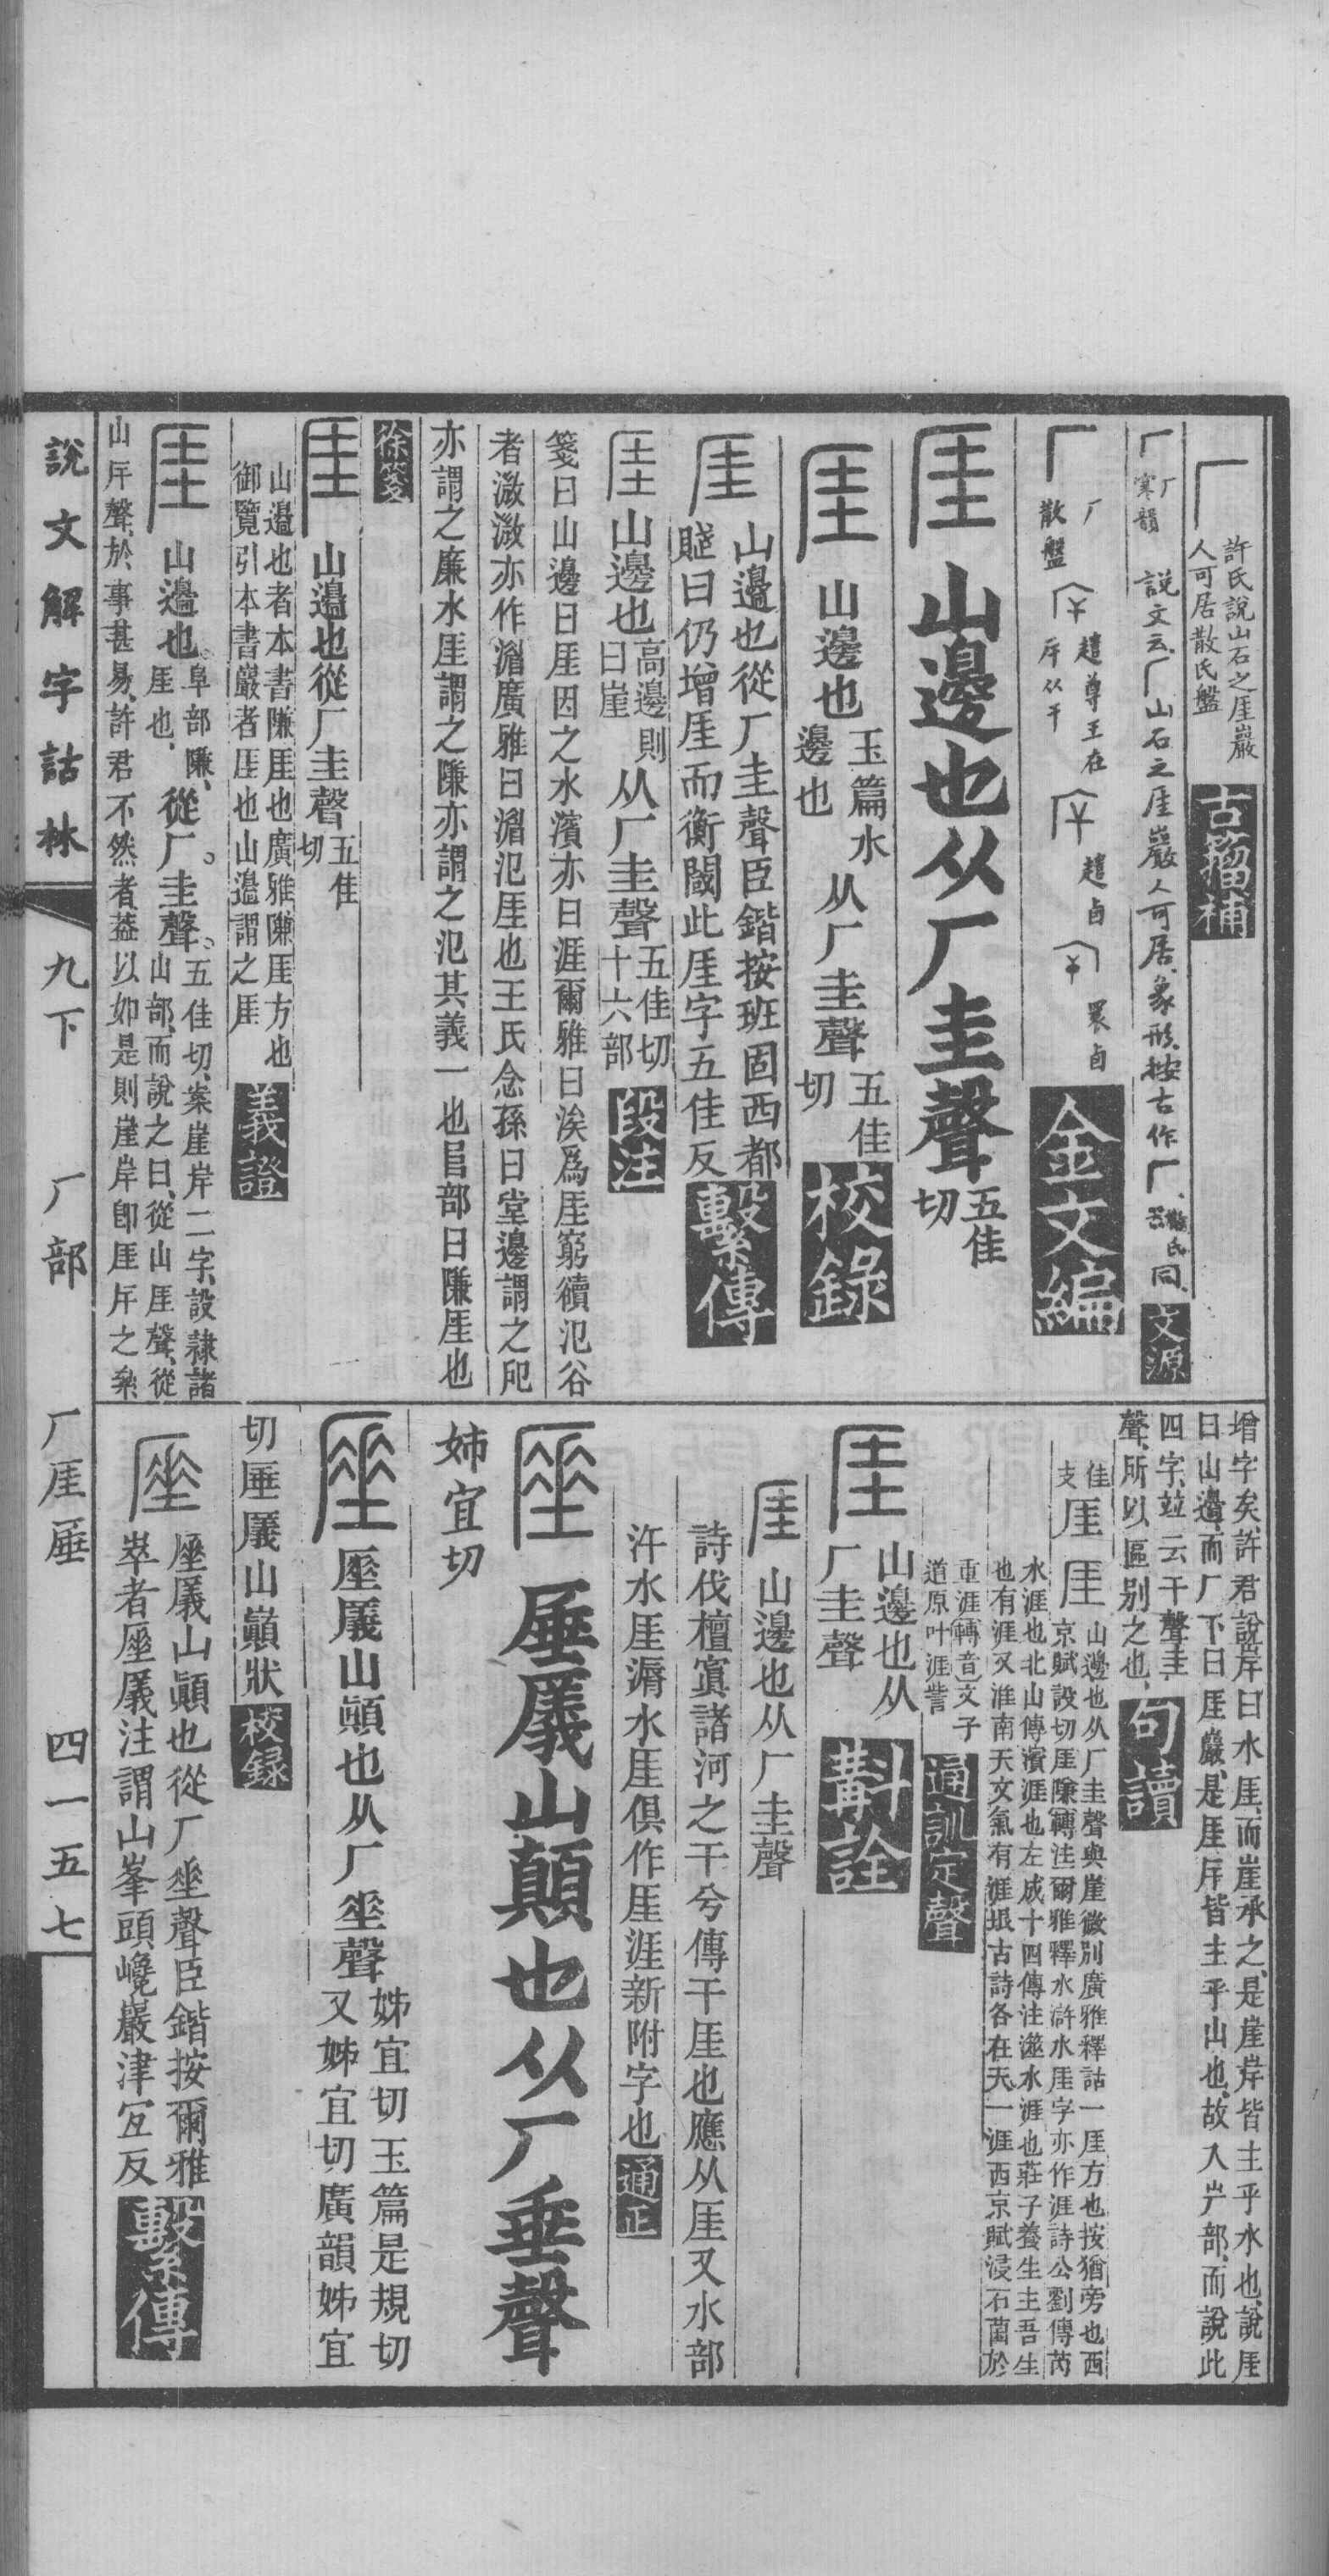 厂
許氏說山石之厓巖
人可居散氏盤
古籀補
厂
厂
寒韻
說文云厂山石之厓巖人可居象形按古作厂
散氏
器
同
文源
厂
厂
散盤
趞尊王在
厈从干
趞卣
睘卣
金文編
厓
山邊也从厂圭聲
五佳
切
厓
山邊也
玉篇水
邊也
从厂圭聲
五佳
切
校錄
厓
山邊也從厂圭聲臣鍇按班固西都
賦曰仍增厓而衡閾此厓字五佳反
繫傳
厓
山邊也
高邊則
曰崖
从厂圭聲
五佳切
十六部
段注
箋曰山邊曰厓因之水濱亦曰涯爾雅曰涘爲厓窮瀆汜谷
者溦溦亦作湄廣雅曰湄汜厓也王氏念孫曰堂邊謂之戺
亦謂之廉水厓謂之隒亦謂之汜其義一也𨸏部曰隒厓也
徐箋
厓
山邊也從厂圭聲
五佳
切
山邊也者本書隒厓也廣雅隒厓方也
御覽引本書巖者厓也山邊謂之厓
義證
厓
山邊也
阜部隒
厓也
從厂圭聲
五佳切案崖岸二字設隸諸
山部而說之曰從山厓聲從
山厈聲於事甚易許君不然者蓋以如是則崖岸卽厓厈之絫
增字矣許君說岸曰水厓而崖承之是崖岸皆主乎水也說厓
曰山邊而厂下曰厓巖是厓厈皆主乎山也故入屵部而說此
四字竝云干聲圭
聲所以區別之也
句讀
佳
支
厓
厓
山邊也从厂圭聲與崖微別廣雅釋詁一厓方也按猶旁也西
京賦設切厓隒轉注爾雅釋水滸水厓字亦作涯詩公劉傳芮
水涯也北山傳濱涯也左成十四傳注澨水涯也莊子養生主吾生
也有涯又淮南天文氣有涯垠古詩各在天一涯西京賦浸石菌於
重涯轉音文子
道原叶涯訾
通訓定聲
厓
山邊也从
厂圭聲
斠詮
厓
山邊也从厂圭聲
詩伐檀寘諸河之干兮傳干厓也應从厓又水部
汻水厓漘水厓俱作厓涯新附字也
通正
厜
厜㕒山顚也从厂垂聲
姊宜切
厜
厜㕒山顚也从厂垂聲
姊宜切玉篇是規切
又姊宜切廣韻姊宜
切厜㕒山巓狀
校錄
厜
厜㕒山顚也從厂垂聲臣鍇按爾雅
崒者厜㕒注謂山峯頭巉巖津宜反
繫傳
說文解字詁林
九下
厂部
厂厓厜
四一五七